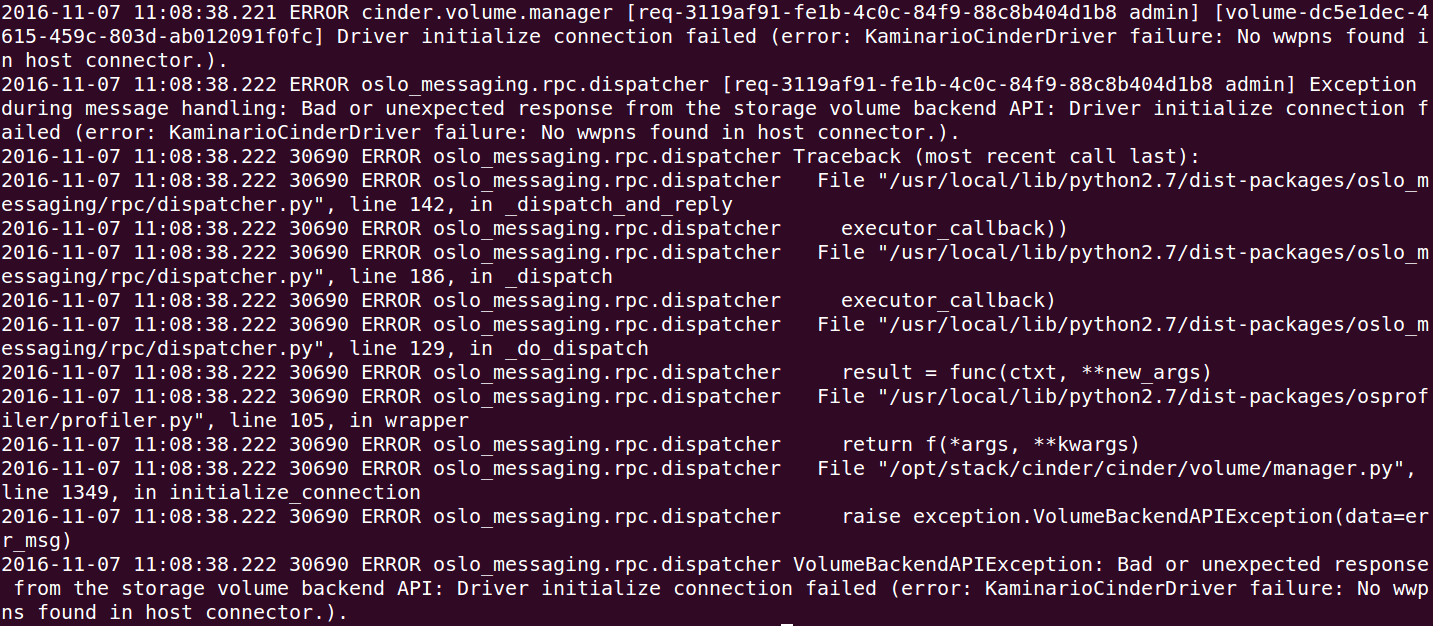 2016-11-07 11:08:38.221 ERROR cinder.volume.manager [req-3119af91-fe1b-4c0c-84f9-88c8b404d1b8 admin] [volume-dc5e1dec-4
615-459c-803d-ab012091f0fc] Driver initialize connection failed (error: KaminarioCinderDriver failure: No wwpns found i
n host connector.).
2016-11-07 11:08:38.222 ERROR oslo_messaging.rpc.dispatcher [req-3119af91-fe1b-4c0c-84f9-88c8b404d1b8 admin] Exception
during message handling: Bad or unexpected response from the storage volume backend API: Driver initialize connection f
ailed (error: KaminarioCinderDriver failure: No wwpns found in host connector.).
2016-11-07 11:08:38.222 30690 ERROR oslo_messaging.rpc.dispatcher Traceback (most recent call last):
2016-11-07 11:08:38.222 30690 ERROR oslo_messaging.rpc.dispatcher   File "/usr/local/lib/python2.7/dist-packages/oslo_m
essaging/rpc/dispatcher.py", line 142, in _dispatch_and_reply
2016-11-07 11:08:38.222 30690 ERROR oslo_messaging.rpc.dispatcher     executor_callback))
2016-11-07 11:08:38.222 30690 ERROR oslo_messaging.rpc.dispatcher   File "/usr/local/lib/python2.7/dist-packages/oslo_m
essaging/rpc/dispatcher.py", line 186, in _dispatch
2016-11-07 11:08:38.222 30690 ERROR oslo_messaging.rpc.dispatcher     executor_callback)
2016-11-07 11:08:38.222 30690 ERROR oslo_messaging.rpc.dispatcher   File "/usr/local/lib/python2.7/dist-packages/oslo_m
essaging/rpc/dispatcher.py", line 129, in _do_dispatch
2016-11-07 11:08:38.222 30690 ERROR oslo_messaging.rpc.dispatcher     result = func(ctxt, **new_args)
2016-11-07 11:08:38.222 30690 ERROR oslo_messaging.rpc.dispatcher   File "/usr/local/lib/python2.7/dist-packages/osprof
iler/profiler.py", line 105, in wrapper
2016-11-07 11:08:38.222 30690 ERROR oslo_messaging.rpc.dispatcher     return f(*args, **kwargs)
2016-11-07 11:08:38.222 30690 ERROR oslo_messaging.rpc.dispatcher   File "/opt/stack/cinder/cinder/volume/manager.py",
line 1349, in initialize_connection
2016-11-07 11:08:38.222 30690 ERROR oslo_messaging.rpc.dispatcher     raise exception.VolumeBackendAPIException(data=er
r_msg)
2016-11-07 11:08:38.222 30690 ERROR oslo_messaging.rpc.dispatcher VolumeBackendAPIException: Bad or unexpected response
 from the storage volume backend API: Driver initialize connection failed (error: KaminarioCinderDriver failure: No wwp
ns found in host connector.).